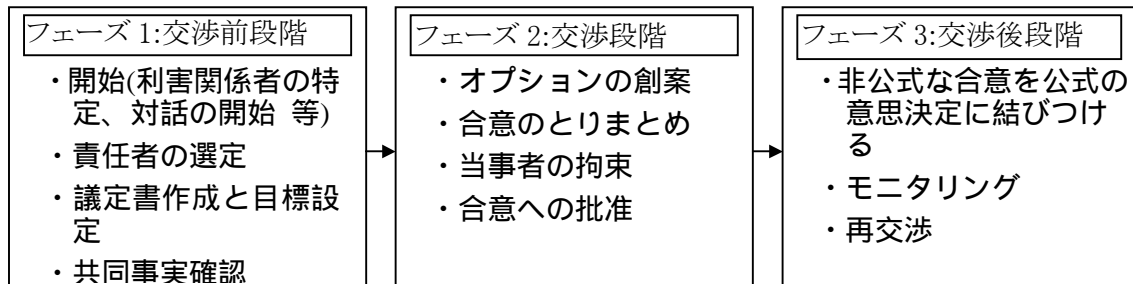 フェーズ 1:交渉前段階
・開始(利害関係者の特
定、対話の開始 等)
・責任者の選定
・議定書作成と目標設
定
・共同事実確認
フェーズ 2:交渉段階
・オプションの創案
・合意のとりまとめ
・当事者の拘束
・合意への批准
フェーズ 3:交渉後段階
・非公式な合意を公式の
意思決定に結びつけ
る
・モニタリング
・再交渉